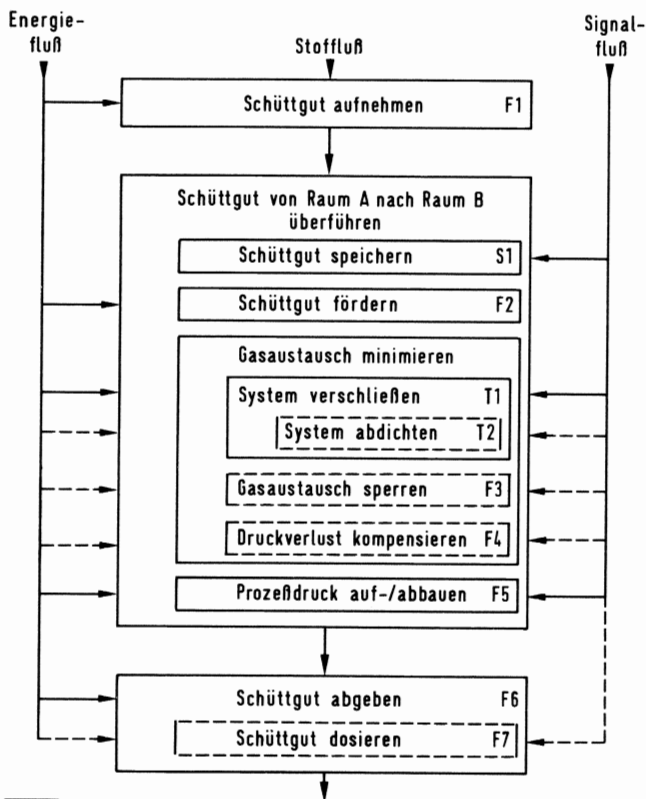 Energie-
fluß
Stofffluß
Signal-
fluß
Schüttgut aufnehmen F1
Schüttgut von Raum A nach Raum B
überführen
Schüttgut speichern S1
Schüttgut fördern F2
Gasaustausch minimieren
System verschließen T1
System abdichten T2
Gasaustausch sperren F3
Druckverlust kompensieren F4
Prozeßdruck auf-/abbauen F5
Schüttgut abgeben F6
Schüttgut dosieren F7